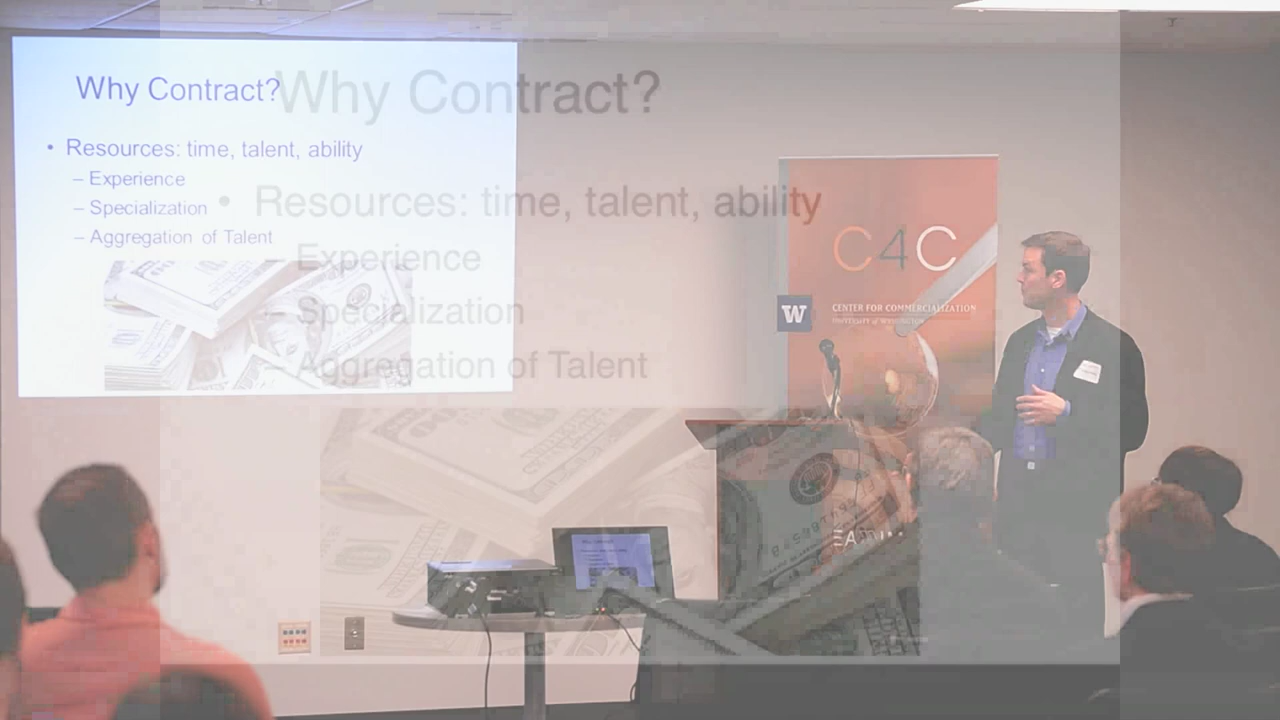 Why Contract?
• Resources: time, talent, ability
– Experience
– Specialization
– Aggregation of Talent
Why Contract?
• Resources: time, talent, ability
Experience
– Specialization
– Aggregation of Talent
C4C
W
CENTER FOR COMMERCIALIZATION
UNIVERSITY of WASHINGTON